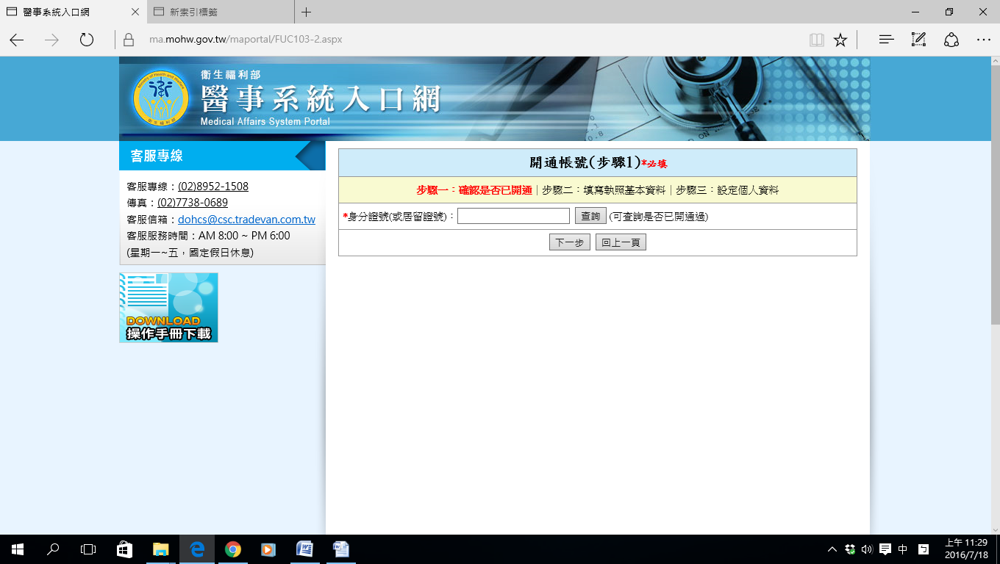 醫事系統入口網
新索引標籤
ma.mohw.gov.tw/maportal/FUC103-2.aspx
衛生福利部
醫事系統入口網
Medical Affairs System Portal
客服專線
客服專線：(02)8952-1508
傳真：(02)7738-0689
客服信箱：dohcs@csc.tradevan.com.tw
客服服務時間：AM 8:00 ~ PM 6:00
(星期一~五，國定假日休息)
DOWNLOAD
操作手冊下載
開通帳號(步驟1)*必填
步驟一：確認是否已開通 | 步驟二：填寫執照基本資料 | 步驟三：設定個人資料
*身分證號(或居留證號)： 查詢 (可查詢是否已開通過)
下一步 回上一頁
中 ㄅ
上午 11:29
2016/7/18